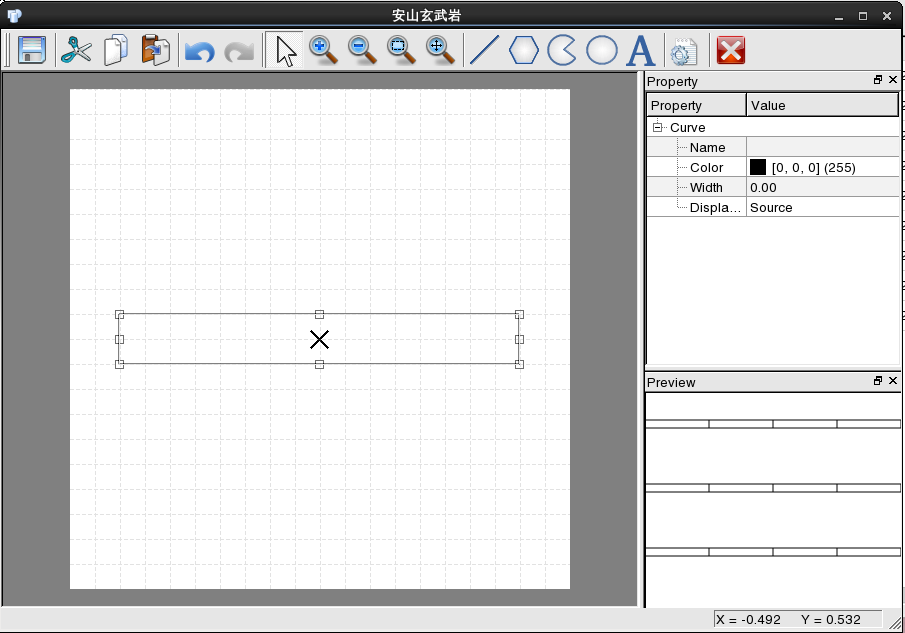 安山玄武岩
A
Property
Property Value
Curve
Name
Color [0, 0, 0] (255)
Width 0.00
Displa... Source
Preview
X = -0.492 Y = 0.532